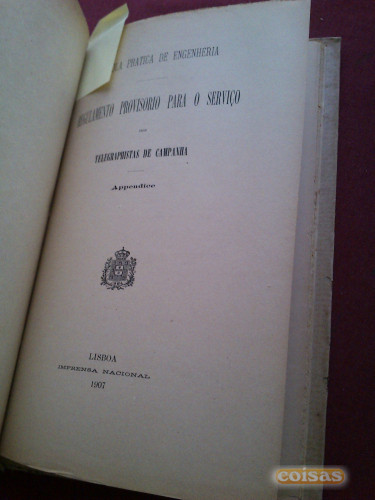 PRATICA DE ENGENHERIA
REGULAMENTO PROVISORIO PARA O SERVIÇO
DOS
TELEGRAPHISTAS DE CAMPANHA
Appendice
LISBOA
IMPRENSA NACIONAL
1907
coisas